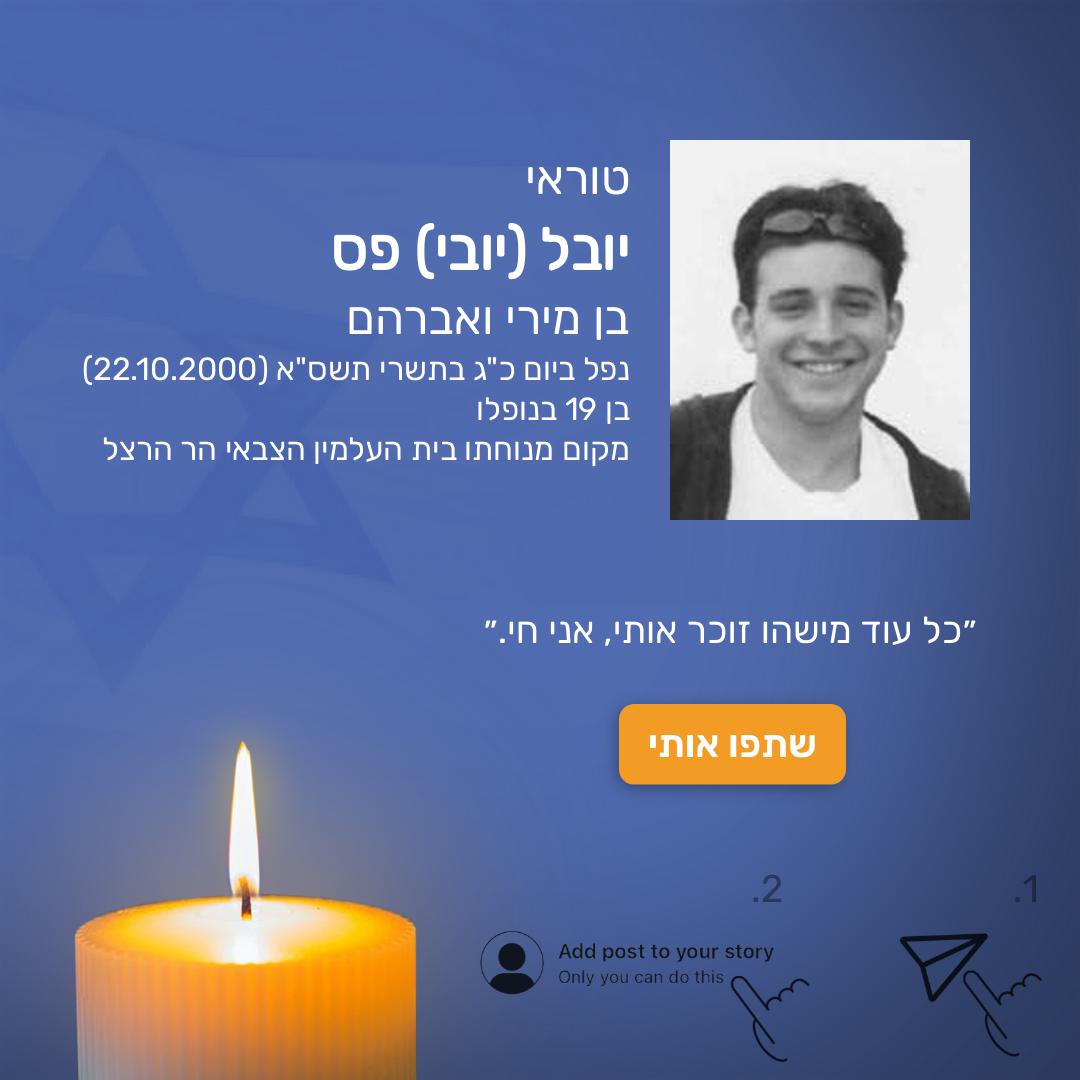 טוראי
יובל (יובי) פס
בן מירי ואברהם
נפל ביום כ"ג בתשרי תשס"א (22.10.2000)
בן 19 בנופלו
מקום מנוחתו בית העלמין הצבאי הר הרצל
״כל עוד מישהו זוכר אותי, אני חי.״
שתפו אותי
.1
.2
Add post to your story
Only you can do this